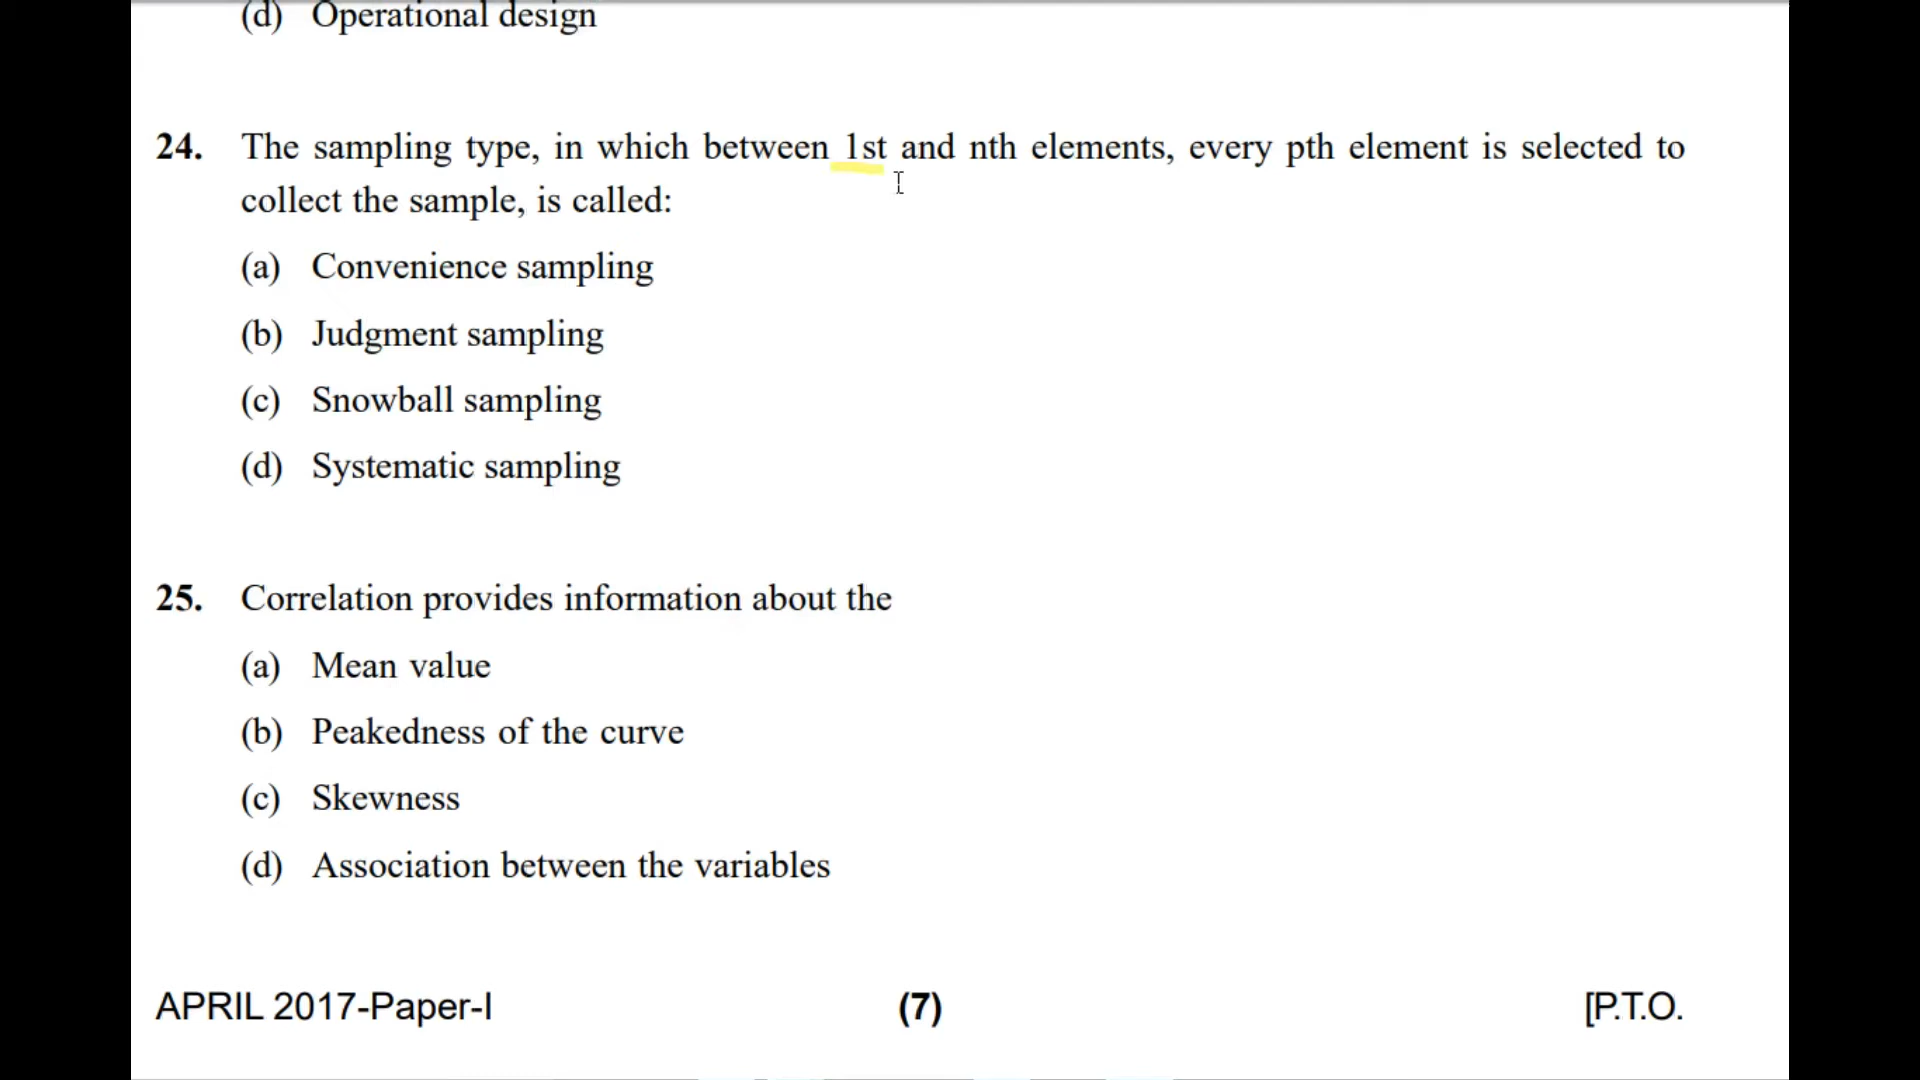 (d) Operational design
24. The sampling type, in which between 1st and nth elements, every pth element is selected to
collect the sample, is called:
(a) Convenience sampling
(b) Judgment sampling
(c) Snowball sampling
(d) Systematic sampling
25. Correlation provides information about the
(a) Mean value
(b) Peakedness of the curve
(c) Skewness
(d) Association between the variables
APRIL 2017-Paper-I (7) [P.T.O.